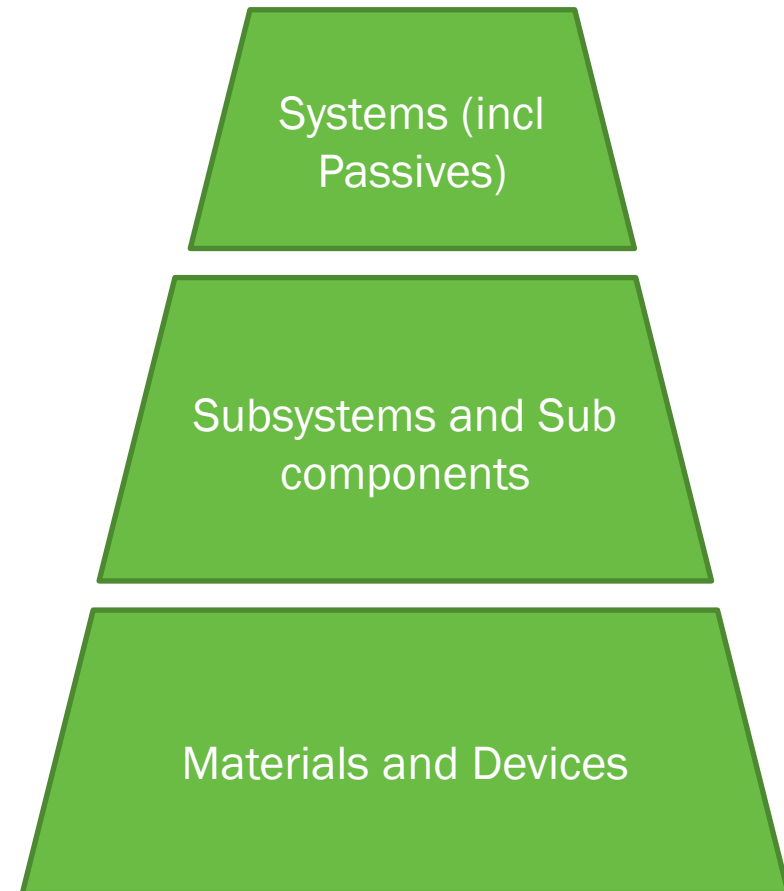 Systems (incl
Passives)
Subsystems and Sub
components
Materials and Devices